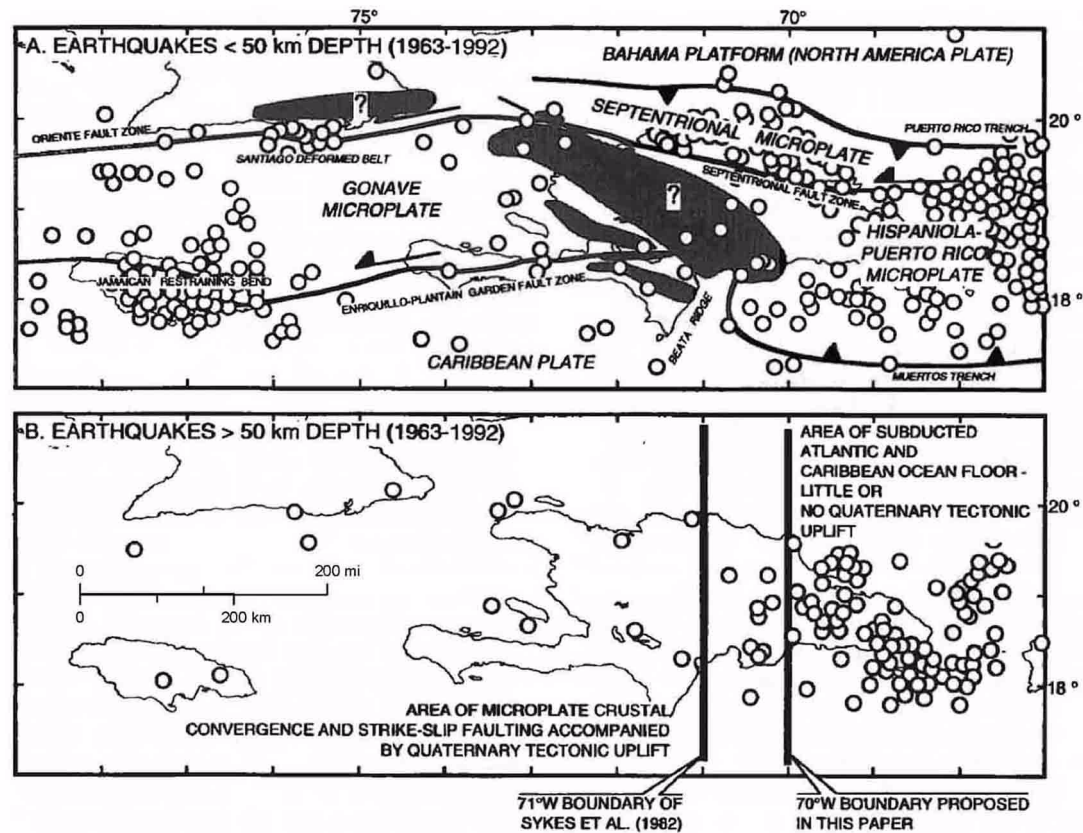 75° 70°
A. EARTHQUAKES < 50 km DEPTH (1963-1992)
BAHAMA PLATFORM (NORTH AMERICA PLATE)
?
SEPTENTRIONAL
MICROPLATE
ORIENTE FAULT ZONE
PUERTO RICO TRENCH
20°
SANTIAGO DEFORMED BELT
SEPTENTRIONAL FAULT ZONE
GONAVE
MICROPLATE
?
HISPANIOLA-
PUERTO RICO
MICROPLATE
JAMAICAN RESTRAINING BEND
ENRIQUILLO-PLANTAIN GARDEN FAULT ZONE
18°
BEATA RIDGE
CARIBBEAN PLATE
MUERTOS TRENCH
B. EARTHQUAKES > 50 km DEPTH (1963-1992)
AREA OF SUBDUCTED
ATLANTIC AND
CARIBBEAN OCEAN FLOOR -
LITTLE OR
NO QUATERNARY TECTONIC
UPLIFT
20°
0 200 mi
0 200 km
18°
AREA OF MICROPLATE CRUSTAL
CONVERGENCE AND STRIKE-SLIP FAULTING ACCOMPANIED
BY QUATERNARY TECTONIC UPLIFT
71°W BOUNDARY OF
SYKES ET AL. (1982)
70°W BOUNDARY PROPOSED
IN THIS PAPER